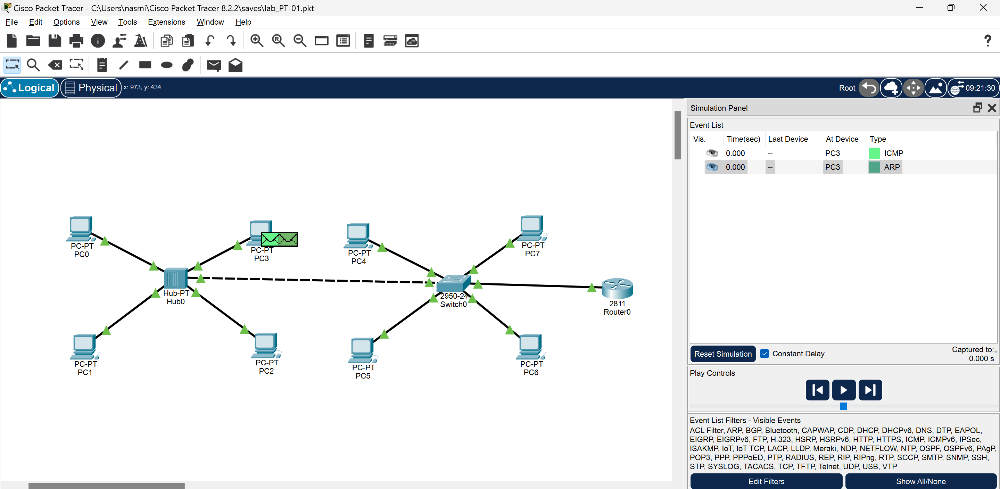 Cisco Packet Tracer - C:\Users\nasmi\Cisco Packet Tracer 8.2.2\saves\lab_PT-01.pkt
File Edit Options View Tools Extensions Window Help
Logical Physical x: 973, y: 434 Root 09:21:30
Simulation Panel
Event List
Vis. Time(sec) Last Device At Device Type
0.000 -- PC3 ICMP
0.000 -- PC3 ARP
PC-PT
PC0
PC-PT
PC3
PC-PT
PC4
PC-PT
PC7
Hub-PT
Hub0
2950-24
Switch0
2811
Router0
PC-PT
PC1
PC-PT
PC2
PC-PT
PC5
PC-PT
PC6
Reset Simulation Constant Delay Captured to:*
0.000 s
Play Controls
Event List Filters - Visible Events
ACL Filter, ARP, BGP, Bluetooth, CAPWAP, CDP, DHCP, DHCPv6, DNS, DTP, EAPOL,
EIGRP, EIGRPv6, FTP, H.323, HSRP, HSRPv6, HTTP, HTTPS, ICMP, ICMPv6, IPSec,
ISAKMP, IoT, IoT TCP, LACP, LLDP, Meraki, NDP, NETFLOW, NTP, OSPF, OSPFv6, PAgP,
POP3, PPP, PPPoED, PTP, RADIUS, REP, RIP, RIPng, RTP, SCCP, SMTP, SNMP, SSH,
STP, SYSLOG, TACACS, TCP, TFTP, Telnet, UDP, USB, VTP
Edit Filters Show All/None